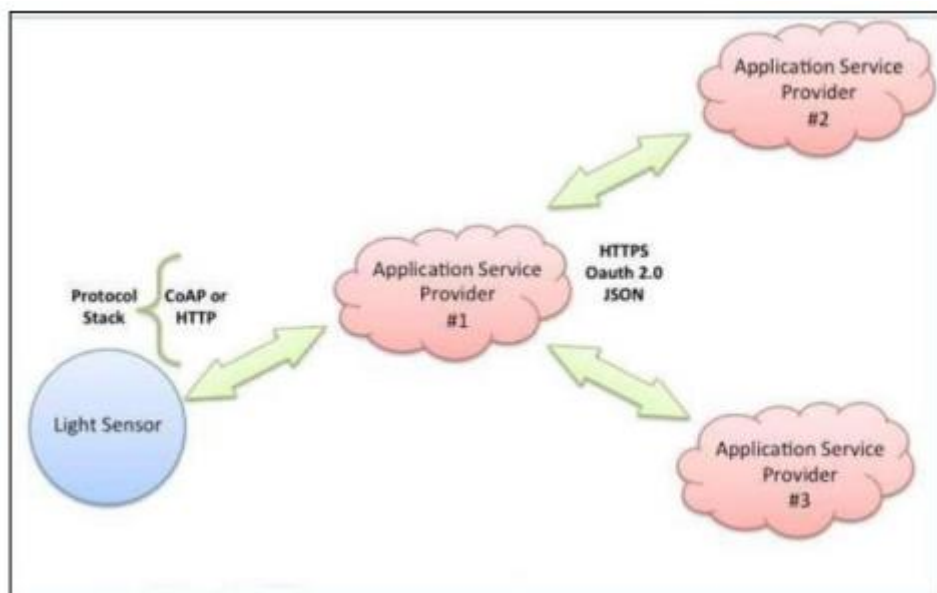 Application Service
Provider
#2
Application Service
Provider
#1
HTTPS
Oauth 2.0
JSON
Protocol
Stack
CoAP or
HTTP
Light Sensor
Application Service
Provider
#3